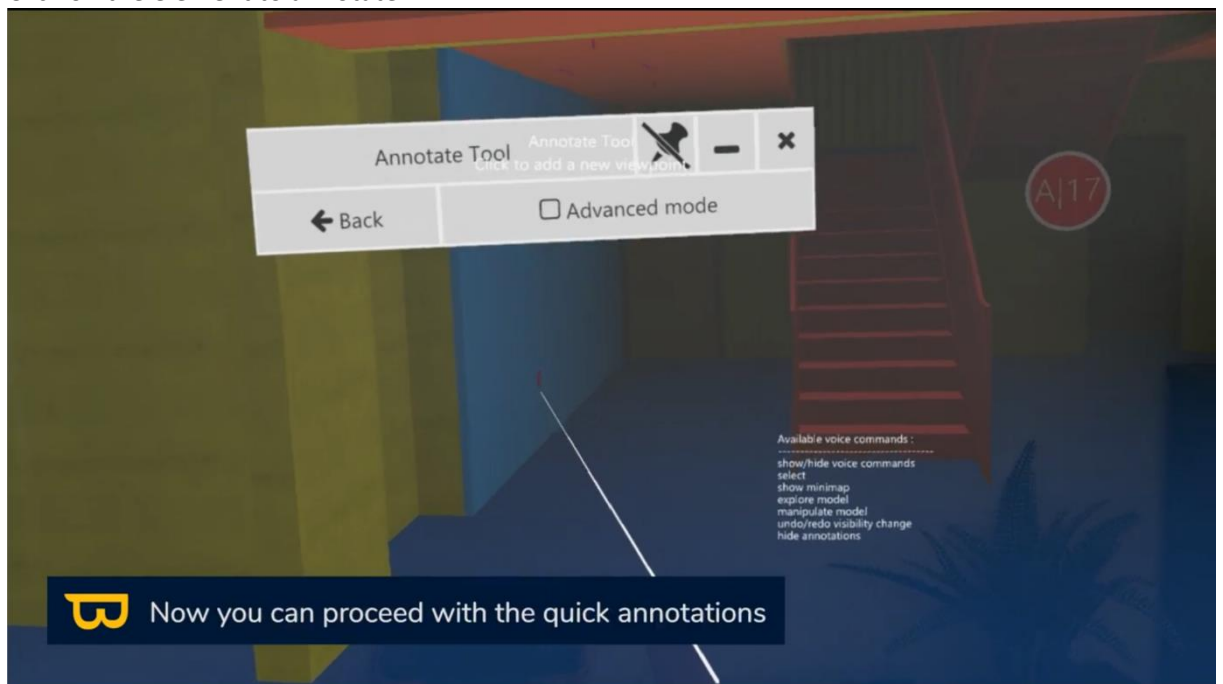 Annotate Tool
Annotate Tool
Click to add a new viewpoint
Back
Advanced mode
A|17
Available voice commands :
--------------------------------
show/hide voice commands
select
show minimap
explore model
manipulate model
undo/redo visibility change
hide annotations
Now you can proceed with the quick annotations